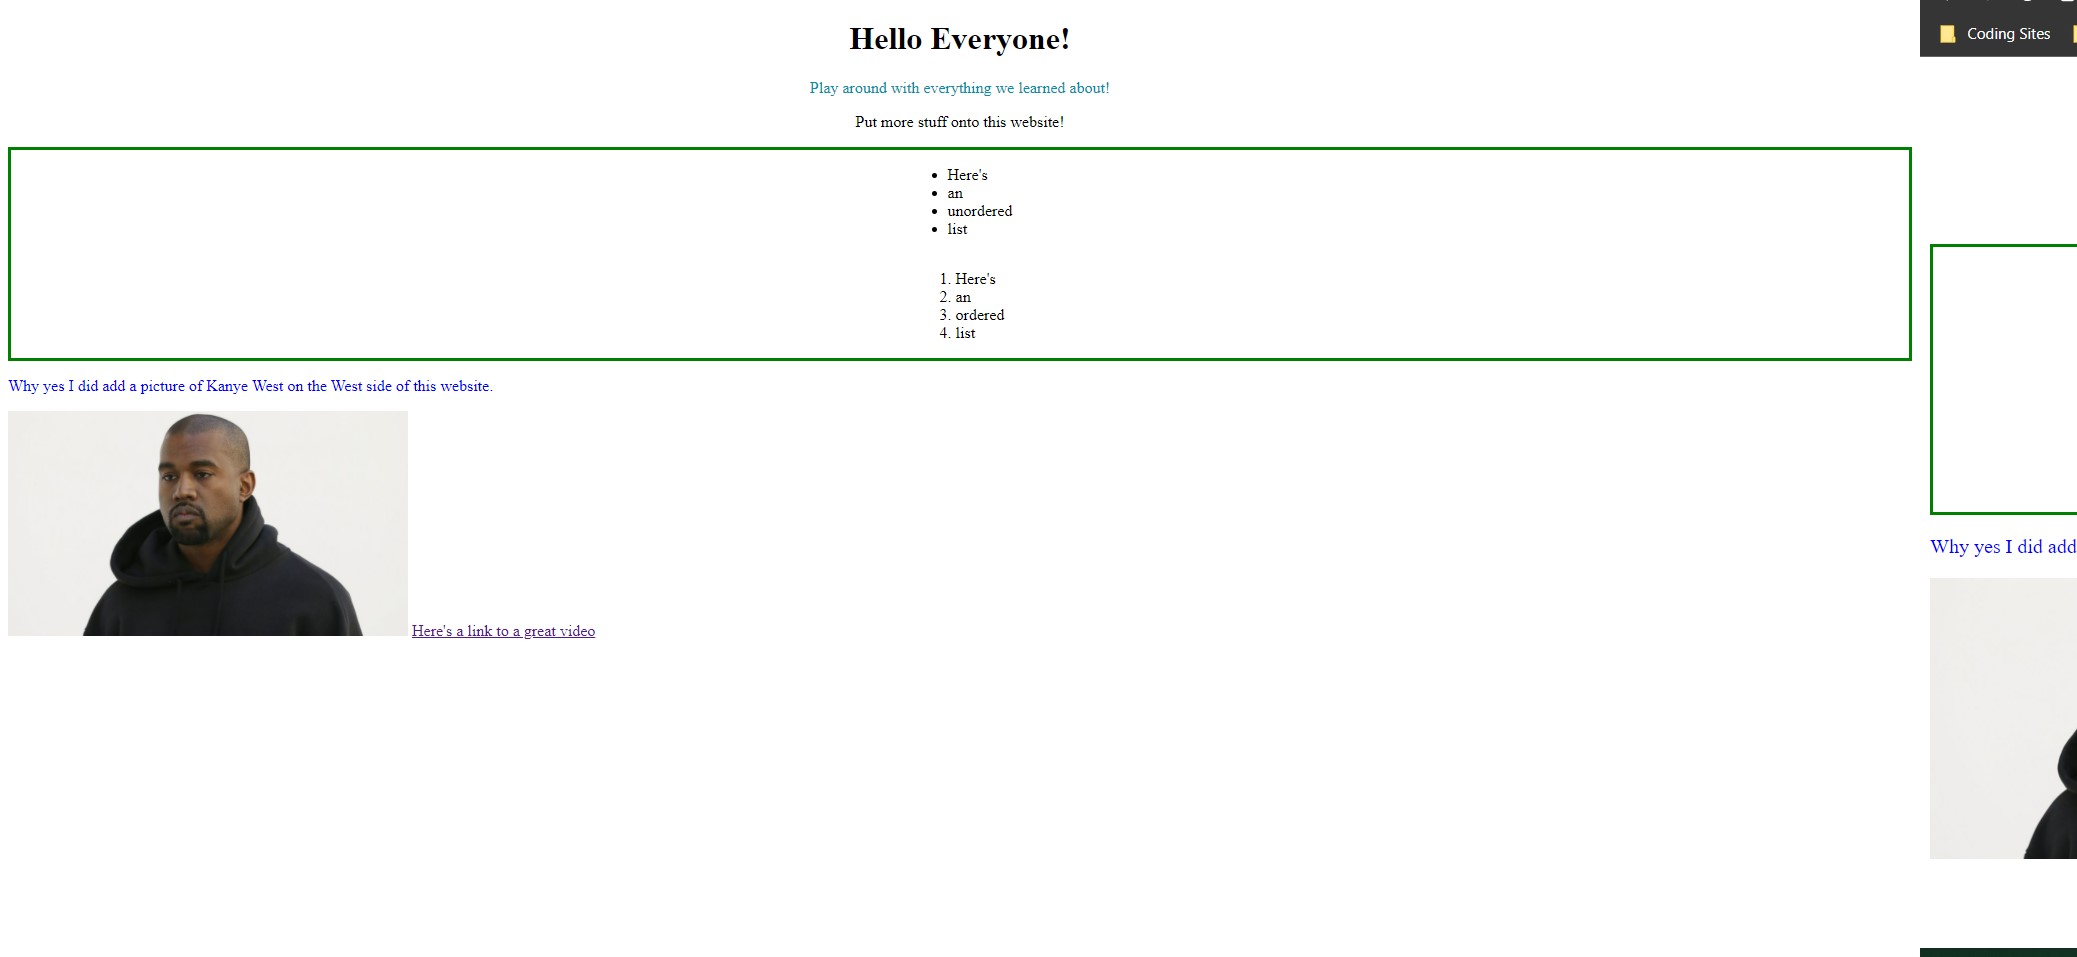 Hello Everyone!
Coding Sites
Play around with everything we learned about!
Put more stuff onto this website!
• Here's
• an
• unordered
• list
1. Here's
2. an
3. ordered
4. list
Why yes I did add a picture of Kanye West on the West side of this website.
Why yes I did add
Here's a link to a great video